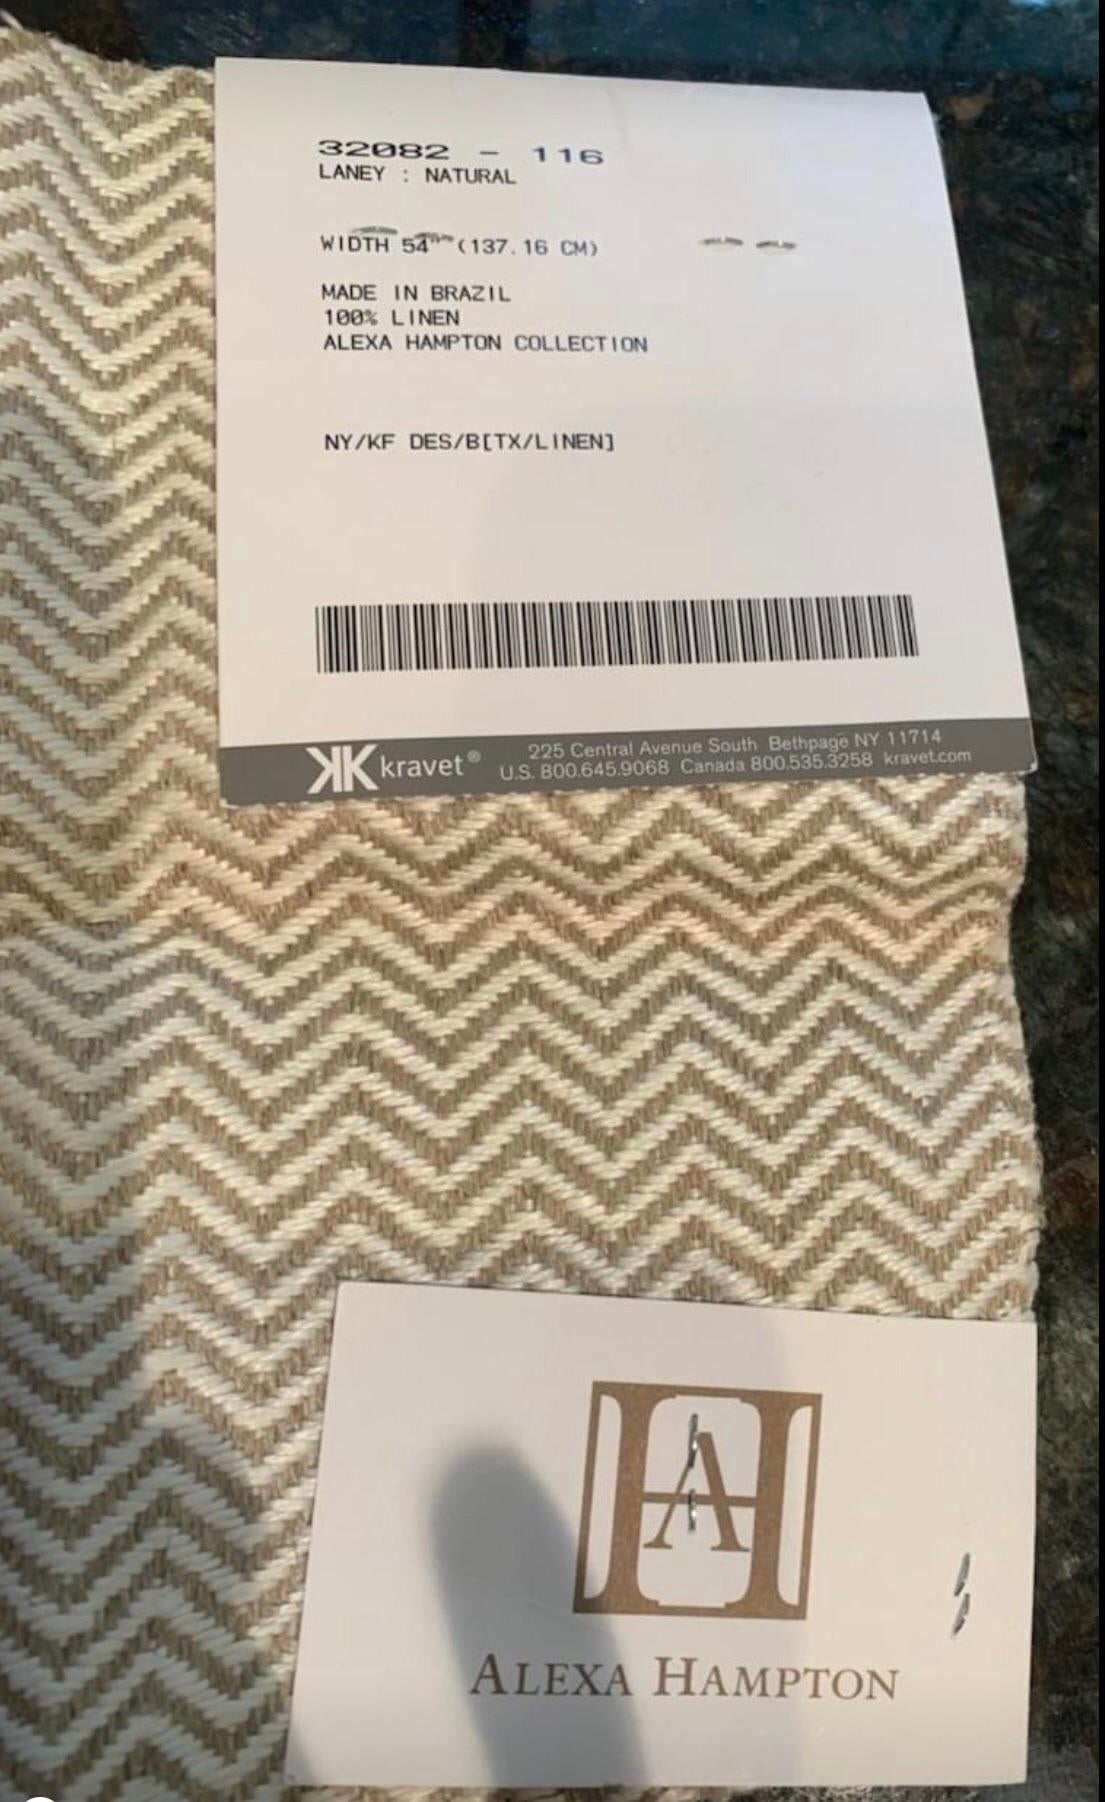 32082 - 116
LANEY : NATURAL
WIDTH 54" (137.16 CM)
MADE IN BRAZIL
100% LINEN
ALEXA HAMPTON COLLECTION
NY/KF DES/B[TX/LINEN]
kravet®
225 Central Avenue South Bethpage NY 11714
U.S. 800.645.9068 Canada 800.535.3258 kravet.com
AH
ALEXA HAMPTON